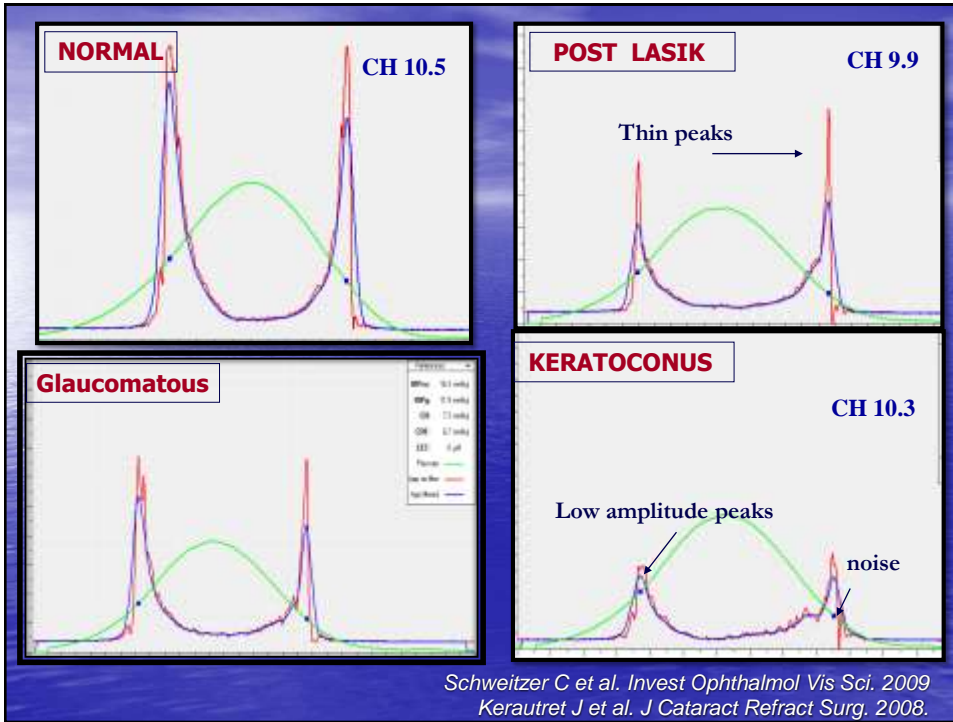 NORMAL
CH 10.5
POST LASIK
CH 9.9
Thin peaks
Glaucomatous
KERATOCONUS
CH 10.3
Low amplitude peaks
noise
Schweitzer C et al. Invest Ophthalmol Vis Sci. 2009
Kerautret J et al. J Cataract Refract Surg. 2008.